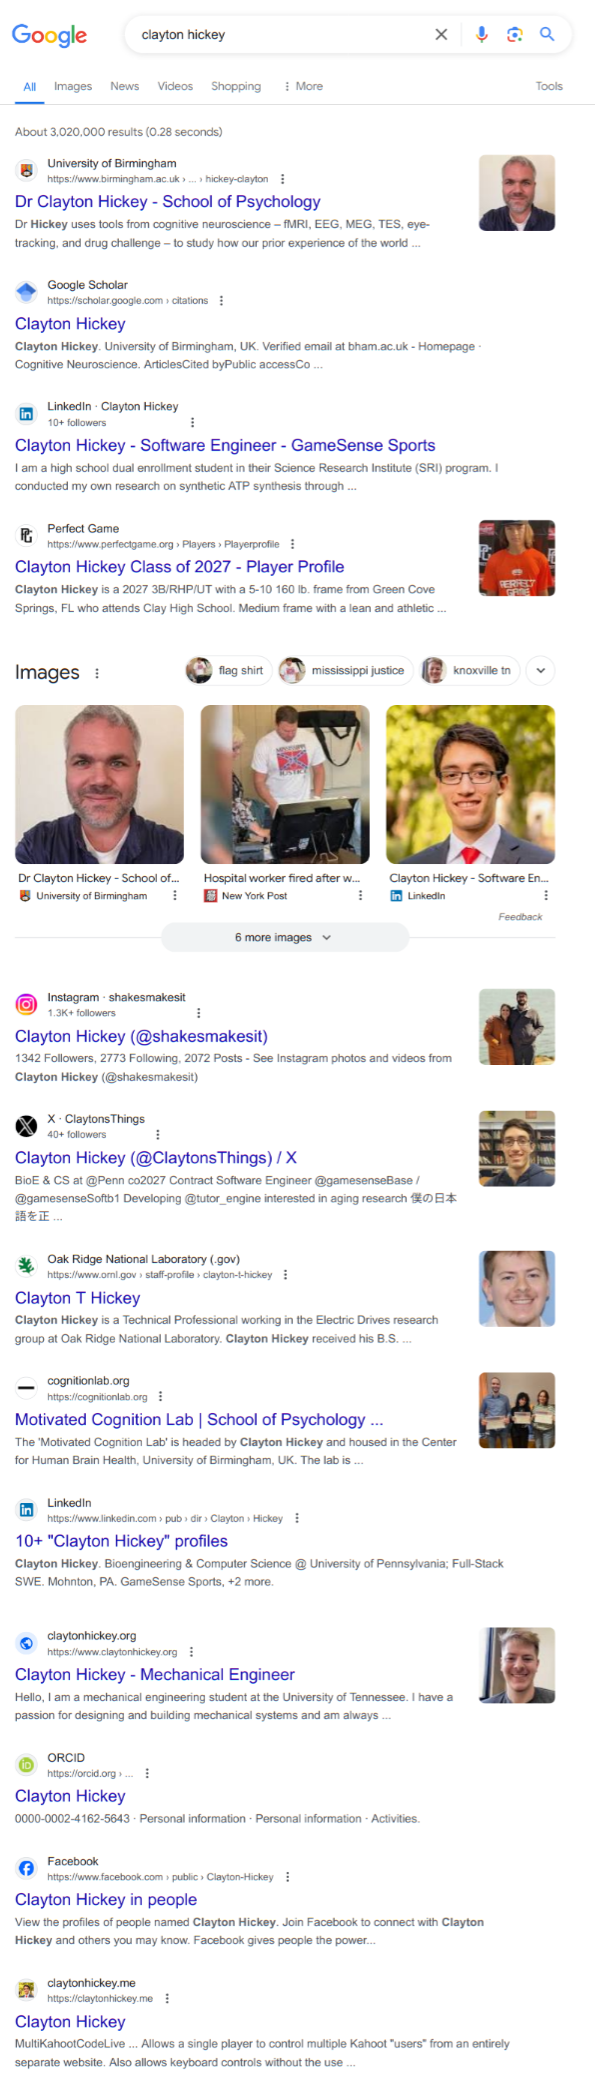 Google
clayton hickey
All Images News Videos Shopping More Tools
About 3,020,000 results (0.28 seconds)
University of Birmingham
https://www.birmingham.ac.uk › ... › hickey-clayton
Dr Clayton Hickey - School of Psychology
Dr Hickey uses tools from cognitive neuroscience – fMRI, EEG, MEG, TES, eye-
tracking, and drug challenge – to study how our prior experience of the world ...
Google Scholar
https://scholar.google.com › citations
Clayton Hickey
Clayton Hickey. University of Birmingham, UK. Verified email at bham.ac.uk - Homepage ·
Cognitive Neuroscience. ArticlesCited byPublic accessCo ...
LinkedIn · Clayton Hickey
10+ followers
Clayton Hickey - Software Engineer - GameSense Sports
I am a high school dual enrollment student in their Science Research Institute (SRI) program. I
conducted my own research on synthetic ATP synthesis through ...
Perfect Game
https://www.perfectgame.org › Players › Playerprofile
Clayton Hickey Class of 2027 - Player Profile
Clayton Hickey is a 2027 3B/RHP/UT with a 5-10 160 lb. frame from Green Cove
Springs, FL who attends Clay High School. Medium frame with a lean and athletic ...
Images
flag shirt
mississippi justice
knoxville tn
Dr Clayton Hickey - School of...
University of Birmingham
Hospital worker fired after w...
New York Post
Clayton Hickey - Software En...
LinkedIn
Feedback
6 more images
Instagram · shakesmakesit
1.3K+ followers
Clayton Hickey (@shakesmakesit)
1342 Followers, 2773 Following, 2072 Posts - See Instagram photos and videos from
Clayton Hickey (@shakesmakesit)
X · ClaytonsThings
40+ followers
Clayton Hickey (@ClaytonsThings) / X
BioE & CS at @Penn co2027 Contract Software Engineer @gamesenseBase /
@gamesenseSoftb1 Developing @tutor_engine interested in aging research 僕の日本
語を正 ...
Oak Ridge National Laboratory (.gov)
https://www.ornl.gov › staff-profile › clayton-t-hickey
Clayton T Hickey
Clayton Hickey is a Technical Professional working in the Electric Drives research
group at Oak Ridge National Laboratory. Clayton Hickey received his B.S. ...
cognitionlab.org
https://cognitionlab.org
Motivated Cognition Lab | School of Psychology ...
The 'Motivated Cognition Lab' is headed by Clayton Hickey and housed in the Center
for Human Brain Health, University of Birmingham, UK. The lab is ...
LinkedIn
https://www.linkedin.com › pub › dir › Clayton › Hickey
10+ "Clayton Hickey" profiles
Clayton Hickey. Bioengineering & Computer Science @ University of Pennsylvania; Full-Stack
SWE. Mohnton, PA. GameSense Sports, +2 more.
claytonhickey.org
https://www.claytonhickey.org
Clayton Hickey - Mechanical Engineer
Hello, I am a mechanical engineering student at the University of Tennessee. I have a
passion for designing and building mechanical systems and am always ...
ORCID
https://orcid.org › ...
Clayton Hickey
0000-0002-4162-5643 · Personal information · Personal information · Activities.
Facebook
https://www.facebook.com › public › Clayton-Hickey
Clayton Hickey in people
View the profiles of people named Clayton Hickey. Join Facebook to connect with Clayton
Hickey and others you may know. Facebook gives people the power...
claytonhickey.me
https://claytonhickey.me
Clayton Hickey
MultiKahootCodeLive ... Allows a single player to control multiple Kahoot "users" from an entirely
separate website. Also allows keyboard controls without the use ...